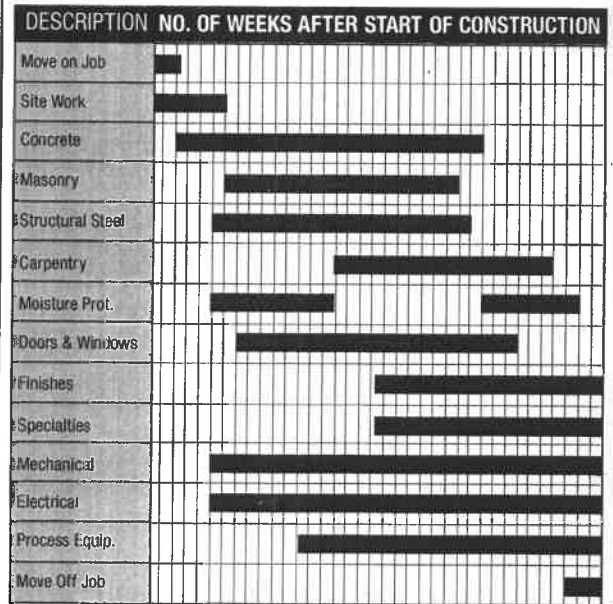 DESCRIPTION NO. OF WEEKS AFTER START OF CONSTRUCTION
Move on Job
Site Work
Concrete
Masonry
Structural Steel
Carpentry
Moisture Prot.
Doors & Windows
Finishes
Specialties
Mechanical
Electrical
Process Equip.
Move Off Job